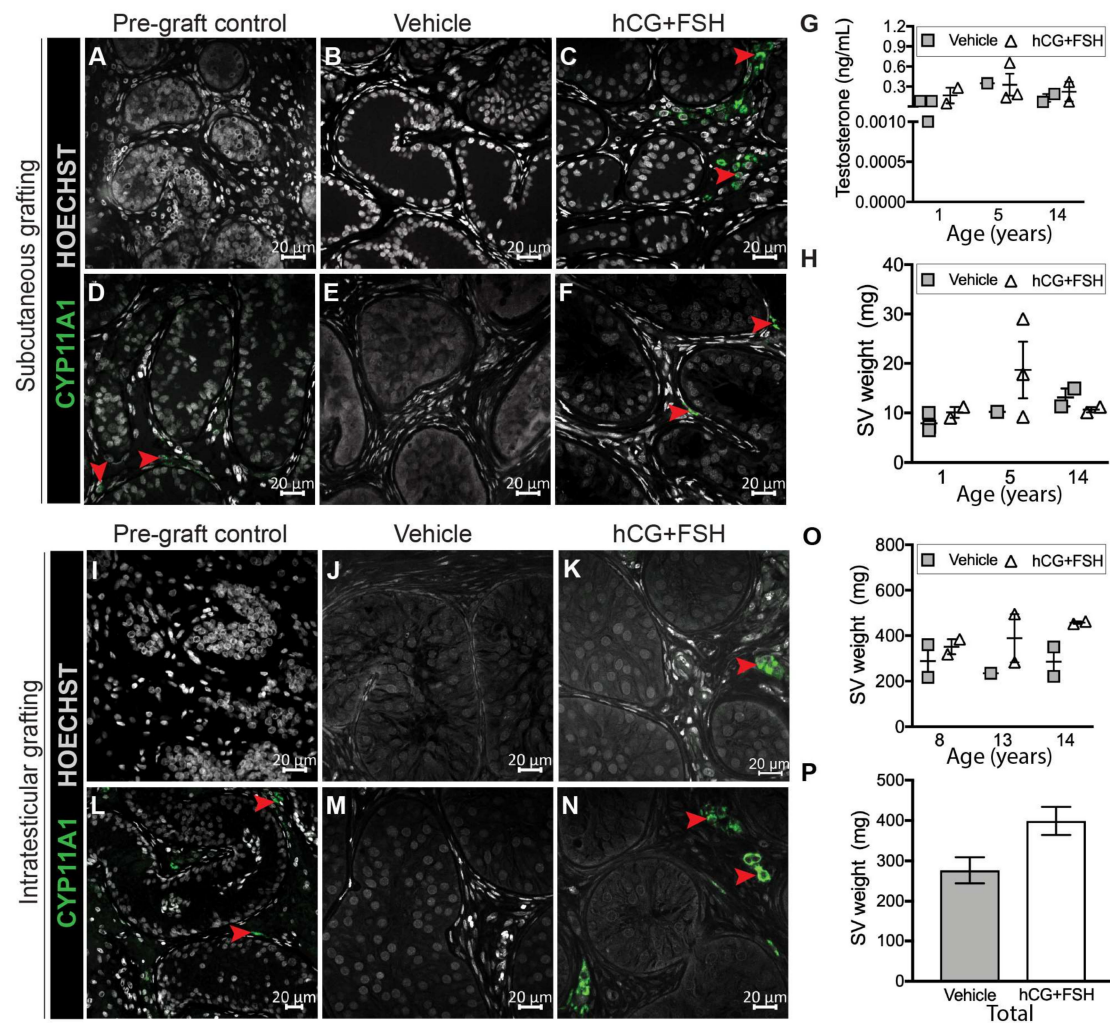 Pre-graft control Vehicle hCG+FSH
Subcutaneous grafting
CYP11A1 HOECHST
A B C
20 µm 20 µm 20 µm
D E F
20 µm 20 µm 20 µm
G
Vehicle hCG+FSH
Testosterone (ng/mL)
1.2
0.9
0.6
0.3
0.0010
0.0005
0.0000
1 5 14
Age (years)
H
Vehicle hCG+FSH
SV weight (mg)
40
30
20
10
0
1 5 14
Age (years)
Pre-graft control Vehicle hCG+FSH
Intratesticular grafting
CYP11A1 HOECHST
I J K
20 µm 20 µm 20 µm
L M N
20 µm 20 µm 20 µm
O
Vehicle hCG+FSH
SV weight (mg)
800
600
400
200
0
8 13 14
Age (years)
P
SV weight (mg)
500
400
300
200
100
0
Vehicle hCG+FSH
Total